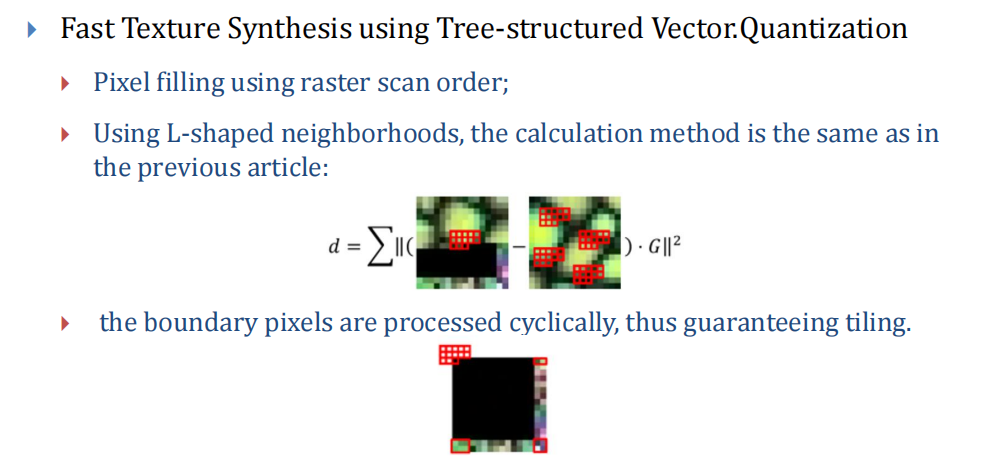 Fast Texture Synthesis using Tree-structured Vector.Quantization
Pixel filling using raster scan order;
Using L-shaped neighborhoods, the calculation method is the same as in
the previous article:
d = ∑||( − ) · G||²
the boundary pixels are processed cyclically, thus guaranteeing tiling.